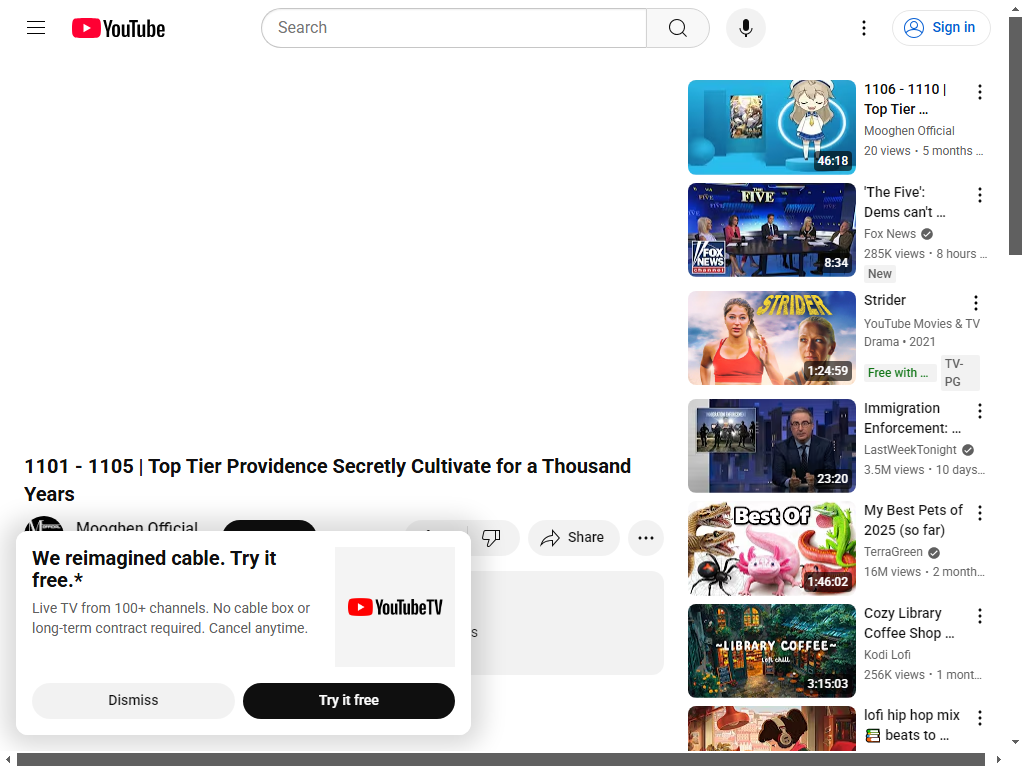 YouTube
Search
Sign in
1101 - 1105 | Top Tier Providence Secretly Cultivate for a Thousand
Years
Mooghen Official
Share
We reimagined cable. Try it
free.*
Live TV from 100+ channels. No cable box or
long-term contract required. Cancel anytime.
YouTubeTV
s
Dismiss
Try it free
46:18
1106 - 1110 |
Top Tier ...
Mooghen Official
20 views • 5 months ...
THE
FIVE
FOX
NEWS
channel
8:34
'The Five':
Dems can't ...
Fox News
285K views • 8 hours ...
New
STRIDER
1:24:59
Strider
YouTube Movies & TV
Drama • 2021
Free with ...
TV-
PG
23:20
Immigration
Enforcement: ...
LastWeekTonight
3.5M views • 10 days...
Best Of
1:46:02
My Best Pets of
2025 (so far)
TerraGreen
16M views • 2 month...
~LIBRARY COFFEE~
lofi chill
3:15:03
Cozy Library
Coffee Shop ...
Kodi Lofi
256K views • 1 mont...
lofi hip hop mix
📚 beats to ...